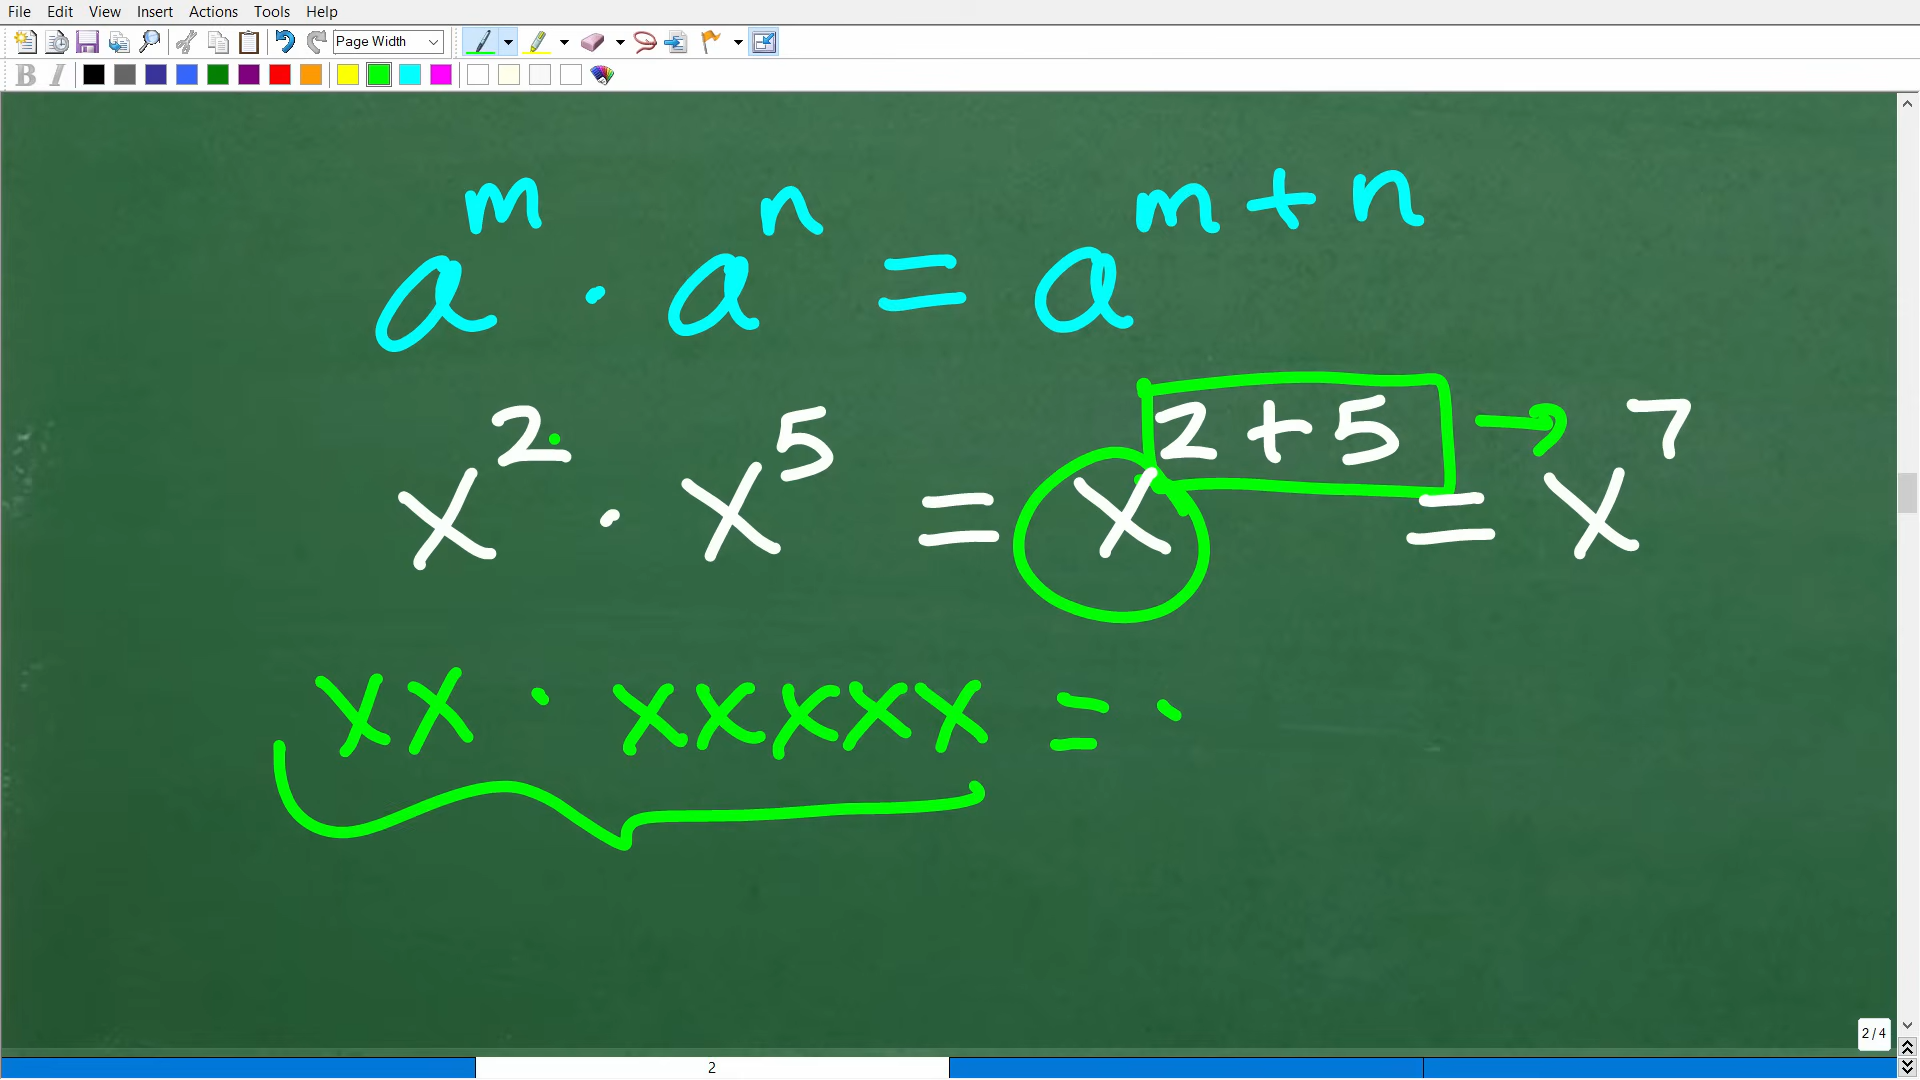 File Edit View Insert Actions Tools Help
Page Width
B I
a^m · a^n = a^(m+n)
x^2 · x^5 = x^(2+5) → = x^7
xx · xxxxx =
2/4
2